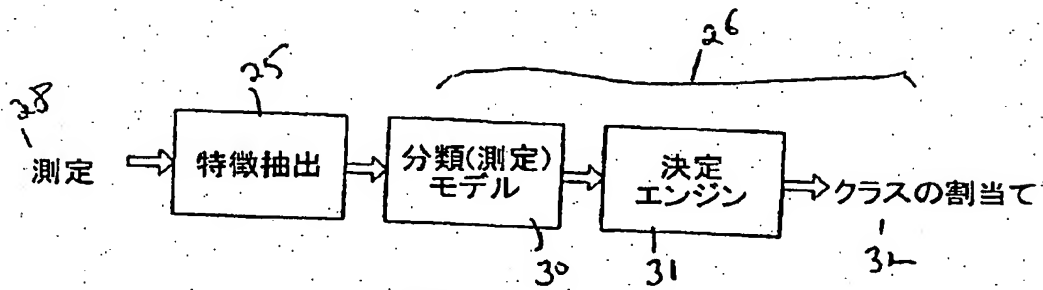 26
25
28
測定
特徴抽出
分類(測定)
モデル
決定
エンジン
クラスの割当て
30
31
32